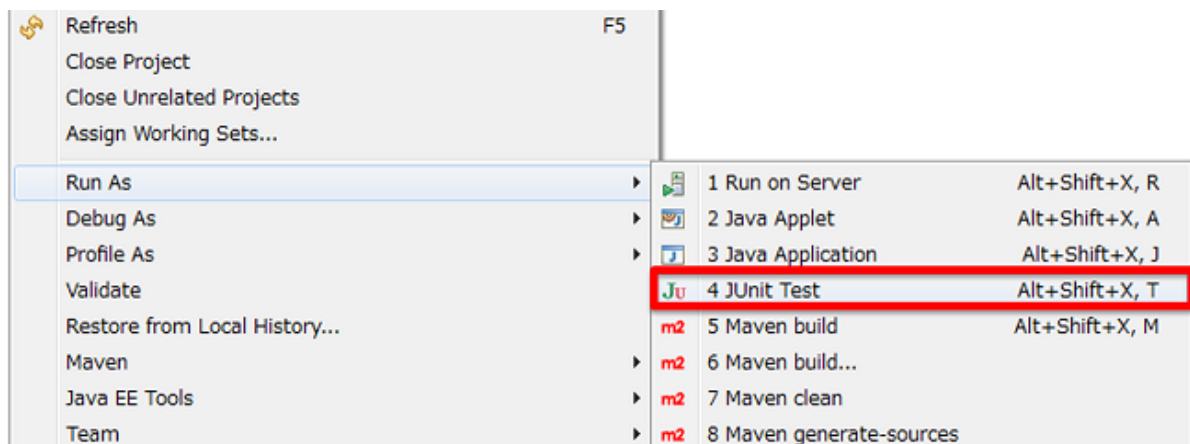 Refresh F5
Close Project
Close Unrelated Projects
Assign Working Sets...
Run As
Debug As
Profile As
Validate
Restore from Local History...
Maven
Java EE Tools
Team
1 Run on Server Alt+Shift+X, R
2 Java Applet Alt+Shift+X, A
3 Java Application Alt+Shift+X, J
JU 4 JUnit Test Alt+Shift+X, T
m2 5 Maven build Alt+Shift+X, M
m2 6 Maven build...
m2 7 Maven clean
m2 8 Maven generate-sources